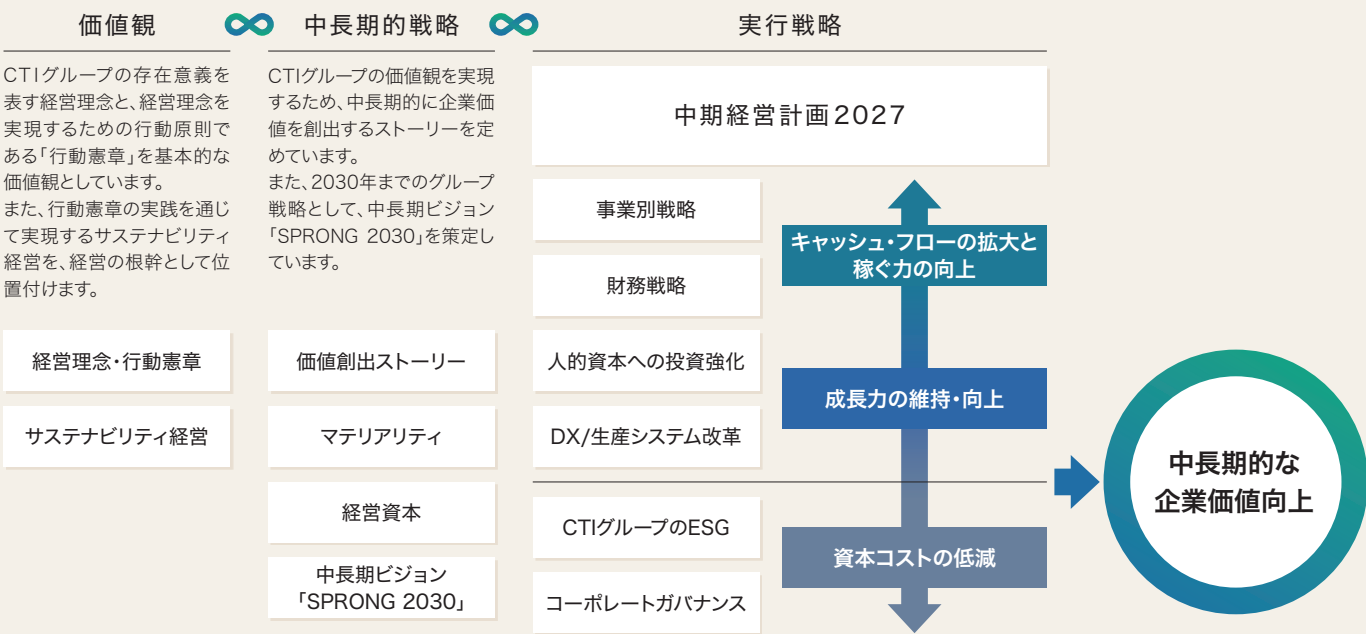 価値観
CTIグループの存在意義を
表す経営理念と、経営理念を
実現するための行動原則で
ある「行動憲章」を基本的な
価値観としています。
また、行動憲章の実践を通じ
て実現するサステナビリティ
経営を、経営の根幹として位
置付けます。
経営理念・行動憲章
サステナビリティ経営
中長期的戦略
CTIグループの価値観を実現
するため、中長期的に企業価
値を創出するストーリーを定
めています。
また、2030年までのグループ
戦略として、中長期ビジョン
「SPRONG 2030」を策定し
ています。
価値創出ストーリー
マテリアリティ
経営資本
中長期ビジョン
「SPRONG 2030」
実行戦略
中期経営計画2027
事業別戦略
財務戦略
人的資本への投資強化
DX/生産システム改革
CTIグループのESG
コーポレートガバナンス
キャッシュ・フローの拡大と
稼ぐ力の向上
成長力の維持・向上
資本コストの低減
中長期的な
企業価値向上